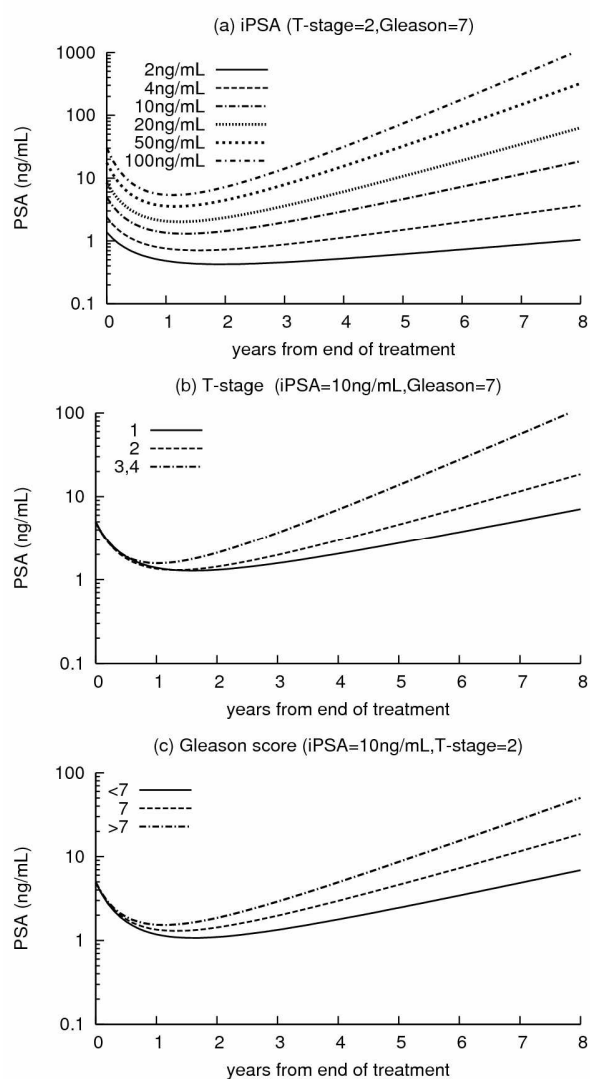 (a) iPSA (T-stage=2,Gleason=7)
1000
100
10
1
0.1
PSA (ng/mL)
2ng/mL
4ng/mL
10ng/mL
20ng/mL
50ng/mL
100ng/mL
0 1 2 3 4 5 6 7 8
years from end of treatment
(b) T-stage (iPSA=10ng/mL,Gleason=7)
100
10
1
0.1
PSA (ng/mL)
1
2
3,4
0 1 2 3 4 5 6 7 8
years from end of treatment
(c) Gleason score (iPSA=10ng/mL,T-stage=2)
100
10
1
0.1
PSA (ng/mL)
<7
7
>7
0 1 2 3 4 5 6 7 8
years from end of treatment